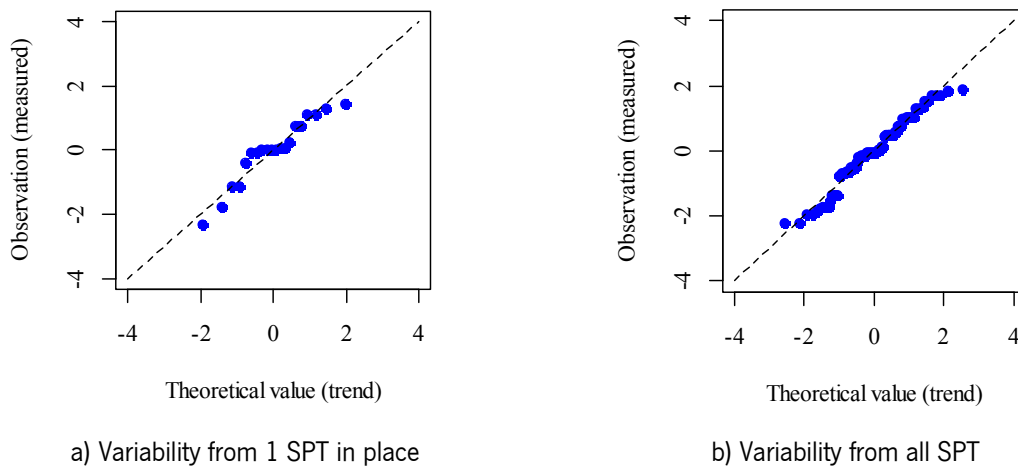 4
2
0
-2
-4
Observation (measured)
-4 -2 0 2 4
Theoretical value (trend)
a) Variability from 1 SPT in place
4
2
0
-2
-4
Observation (measured)
-4 -2 0 2 4
Theoretical value (trend)
b) Variability from all SPT